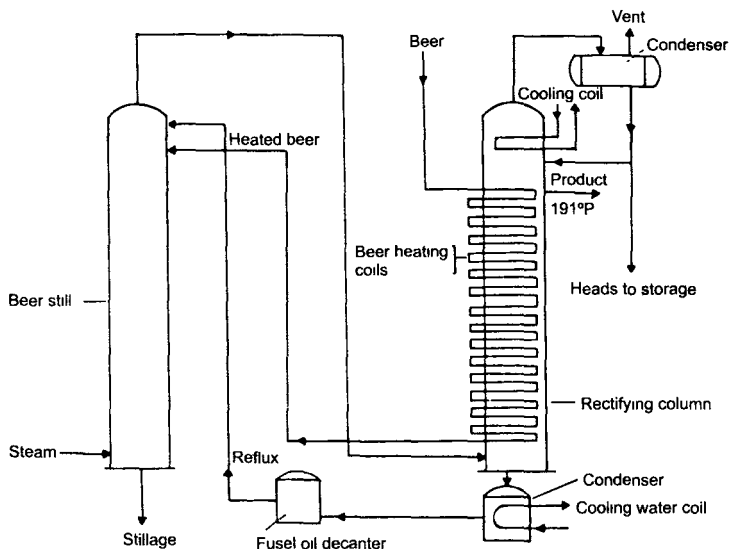 Vent
Beer
Condenser
Cooling coil
Heated beer
Product
191ºP
Beer heating
coils
Heads to storage
Beer still
Rectifying column
Steam
Reflux
Condenser
Cooling water coil
Stillage
Fusel oil decanter